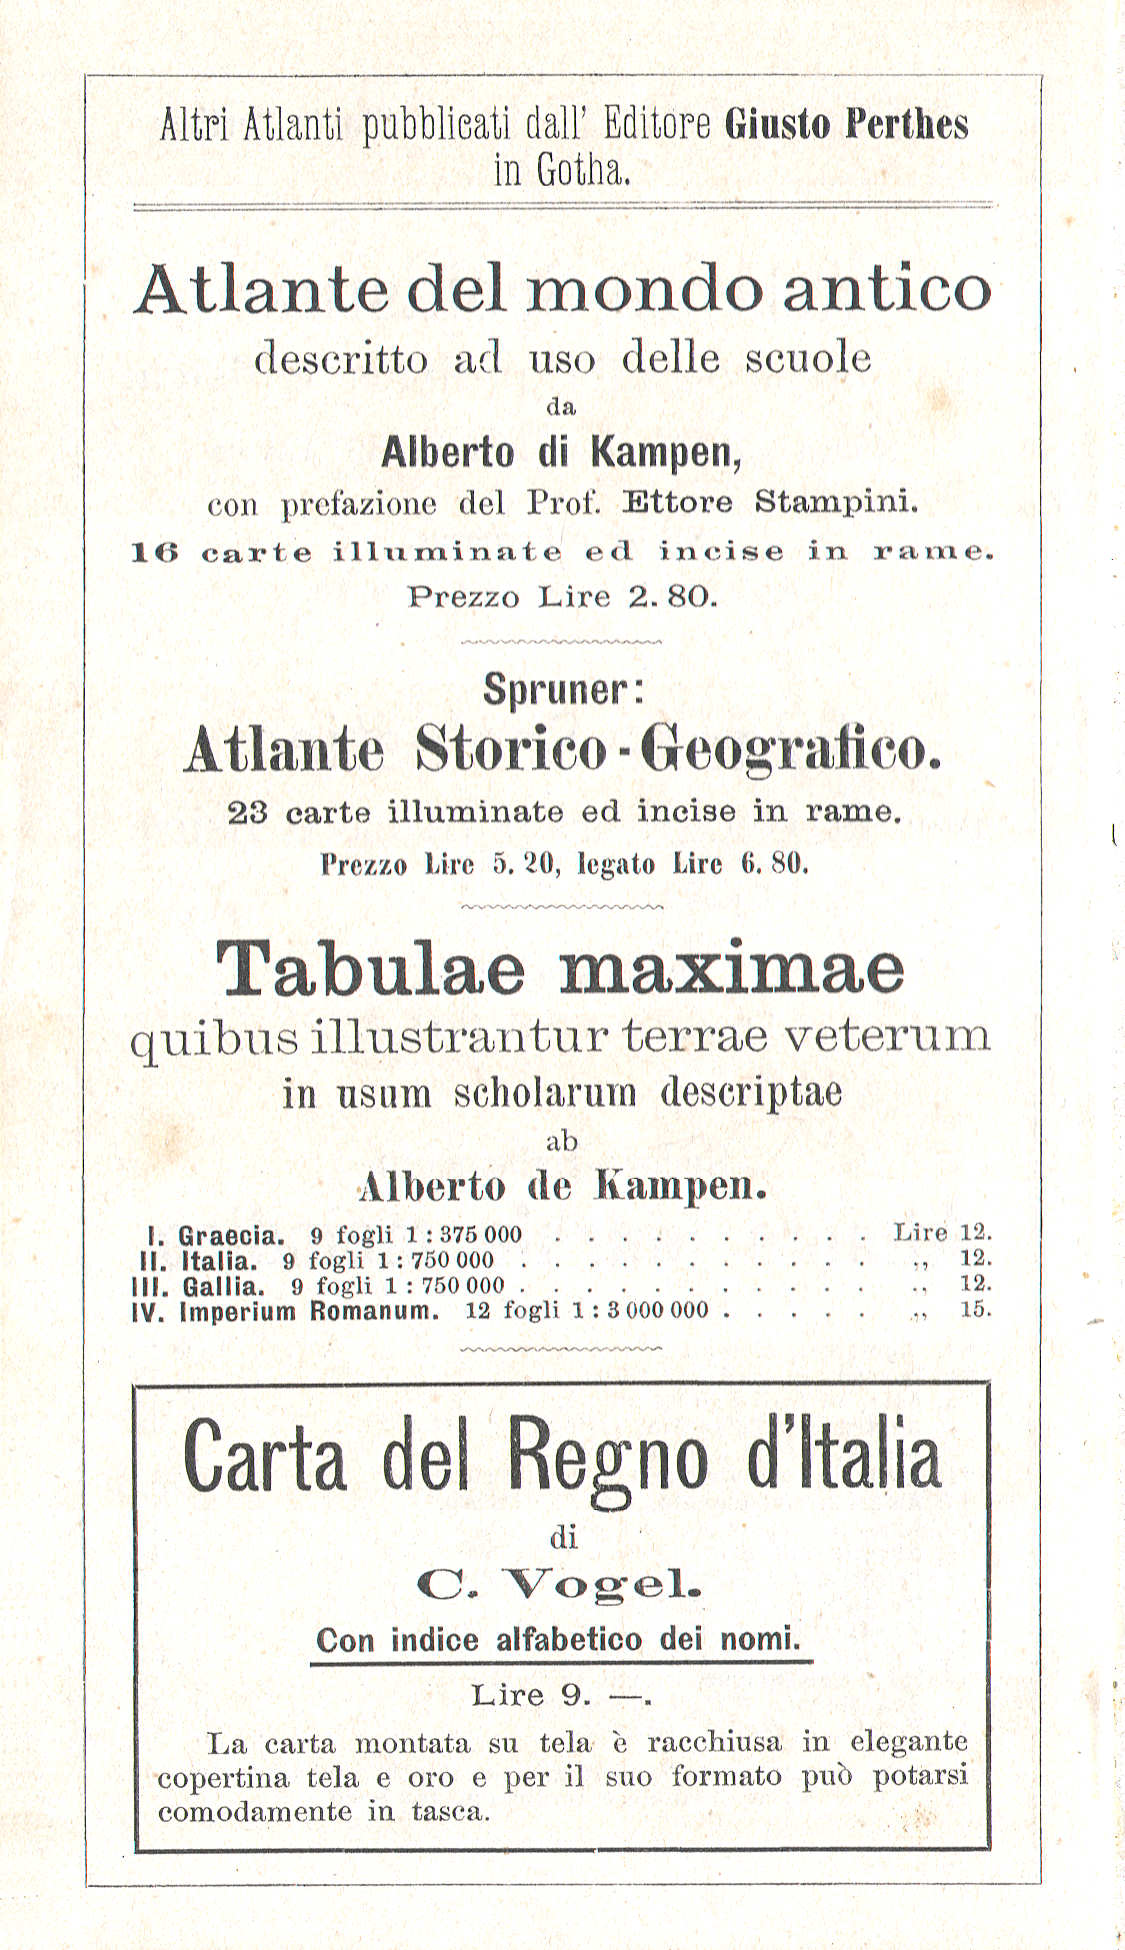 Altri Atlanti pubblicati dall' Editore Giusto Perthes
in Gotha.
Atlante del mondo antico
descritto ad uso delle scuole
da
Alberto di Kampen,
con prefazione del Prof. Ettore Stampini.
16 carte illuminate ed incise in rame.
Prezzo Lire 2. 80.
Spruner:
Atlante Storico-Geografico.
23 carte illuminate ed incise in rame.
Prezzo Lire 5. 20, legato Lire 6. 80.
Tabulae maximae
quibus illustrantur terrae veterum
in usum scholarum descriptae
ab
Alberto de Kampen.
I. Graecia. 9 fogli 1 : 375 000 . . . . . . . . . . Lire 12.
II. Italia. 9 fogli 1 : 750 000 . . . . . . . . . . . „ 12.
III. Gallia. 9 fogli 1 : 750 000 . . . . . . . . . . . „ 12.
IV. Imperium Romanum. 12 fogli 1 : 3 000 000 . . . . . „ 15.
Carta del Regno d'Italia
di
C. Vogel.
Con indice alfabetico dei nomi.
Lire 9. —.
La carta montata su tela è racchiusa in elegante
copertina tela e oro e per il suo formato può potarsi
comodamente in tasca.